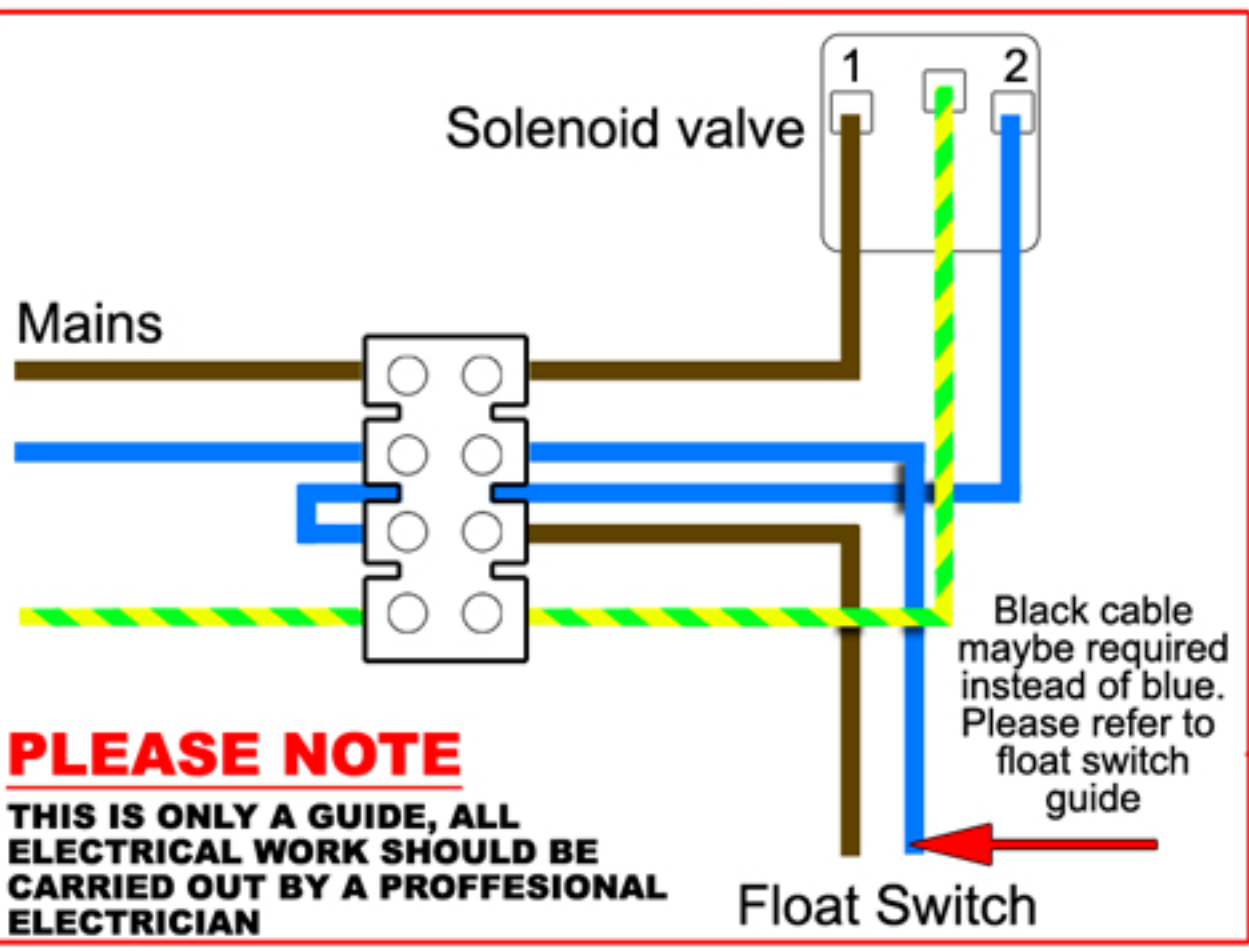 1
2
Solenoid valve
Mains
Black cable
maybe required
instead of blue.
Please refer to
float switch
guide
PLEASE NOTE
THIS IS ONLY A GUIDE, ALL
ELECTRICAL WORK SHOULD BE
CARRIED OUT BY A PROFFESIONAL
ELECTRICIAN
Float Switch